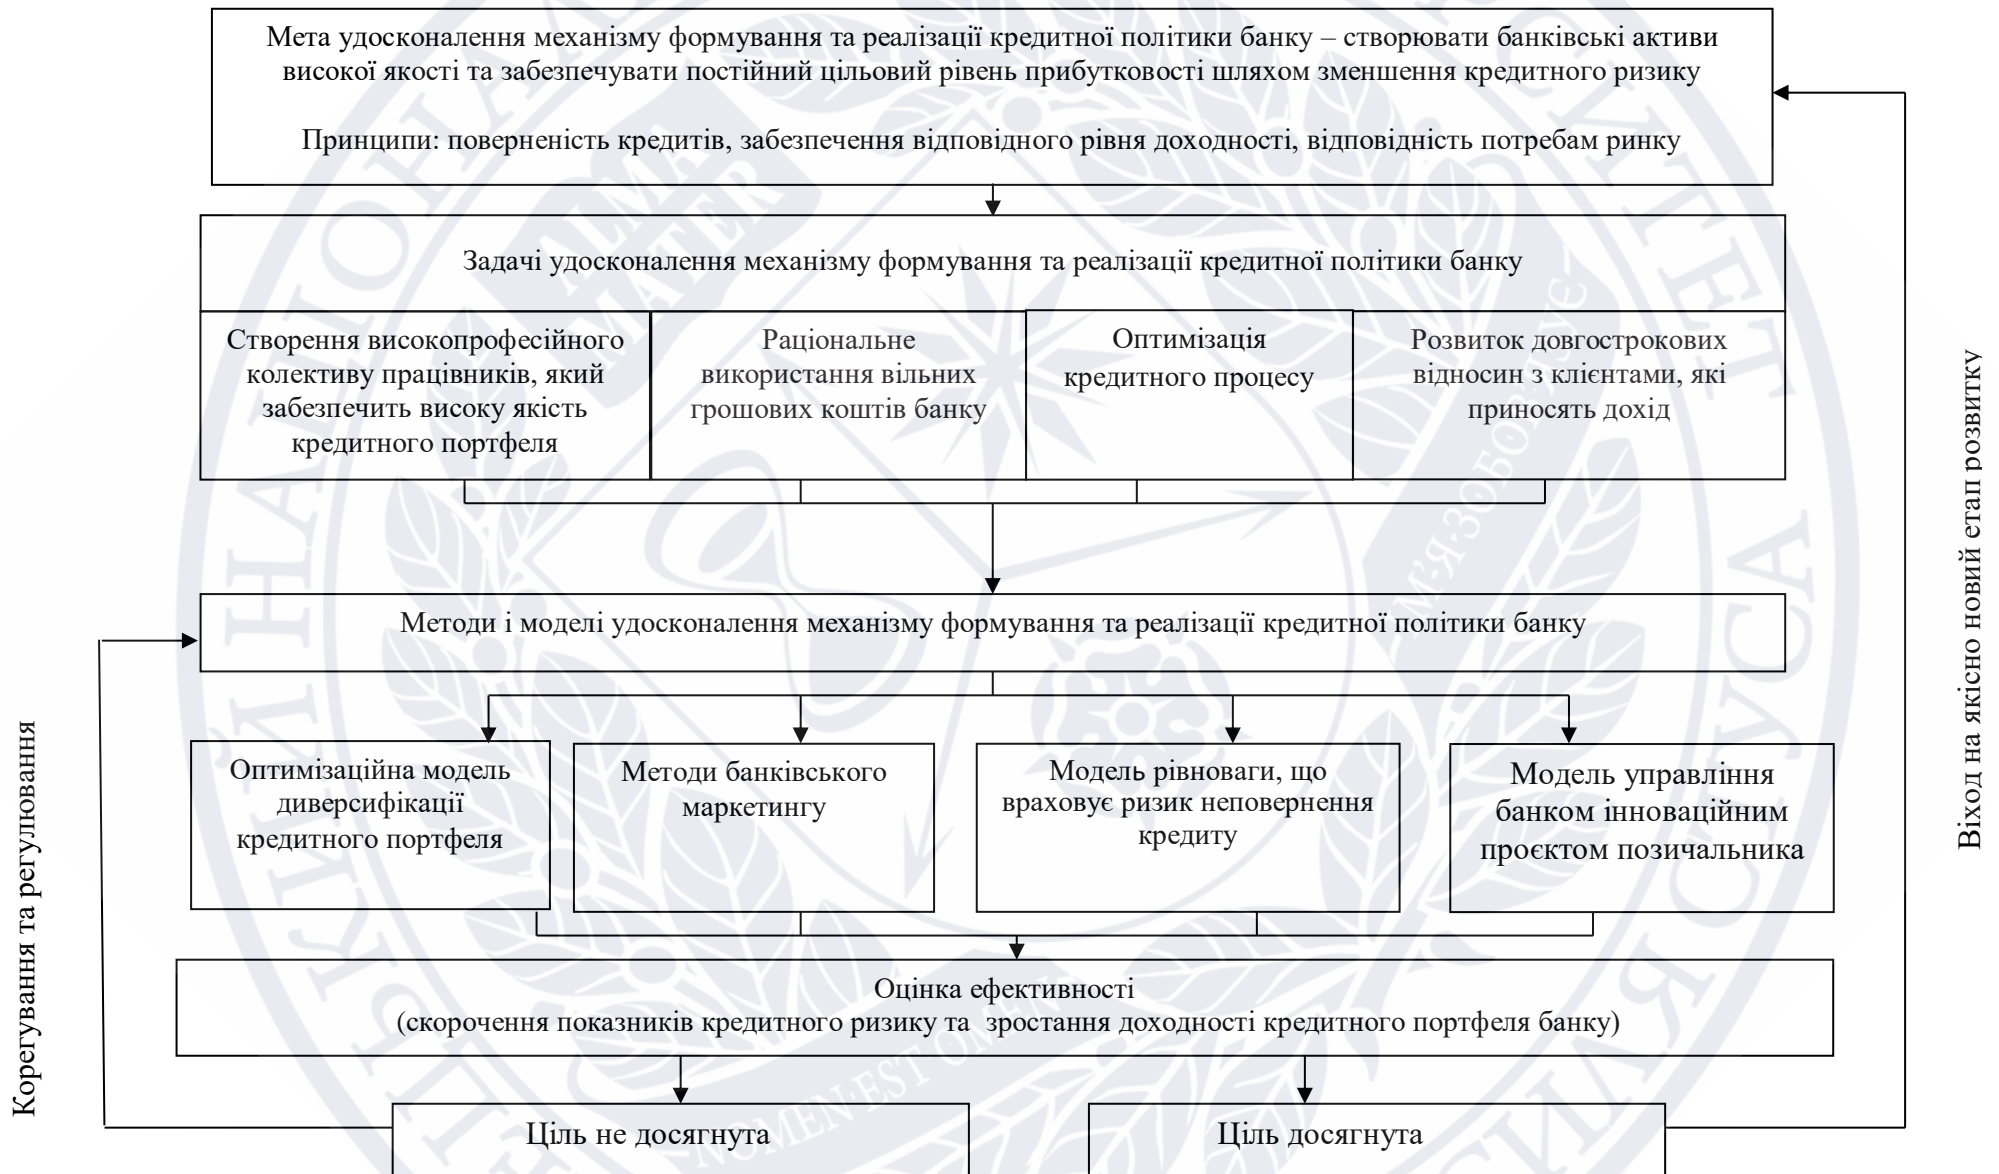 Мета удосконалення механізму формування та реалізації кредитної політики банку – створювати банківські активи
високої якості та забезпечувати постійний цільовий рівень прибутковості шляхом зменшення кредитного ризику
Принципи: поверненість кредитів, забезпечення відповідного рівня доходності, відповідність потребам ринку
Задачі удосконалення механізму формування та реалізації кредитної політики банку
Створення високопрофесійного
колективу працівників, який
забезпечить високу якість
кредитного портфеля
Раціональне
використання вільних
грошових коштів банку
Оптимізація
кредитного процесу
Розвиток довгострокових
відносин з клієнтами, які
приносять дохід
Методи і моделі удосконалення механізму формування та реалізації кредитної політики банку
Оптимізаційна модель
диверсифікації
кредитного портфеля
Методи банківського
маркетингу
Модель рівноваги, що
враховує ризик неповернення
кредиту
Модель управління
банком інноваційним
проєктом позичальника
Оцінка ефективності
(скорочення показників кредитного ризику та зростання доходності кредитного портфеля банку)
Ціль не досягнута
Ціль досягнута
Корегування та регулювання
Віход на якісно новий етап розвитку
ALMA
MATER
NOMEN EST OMEN